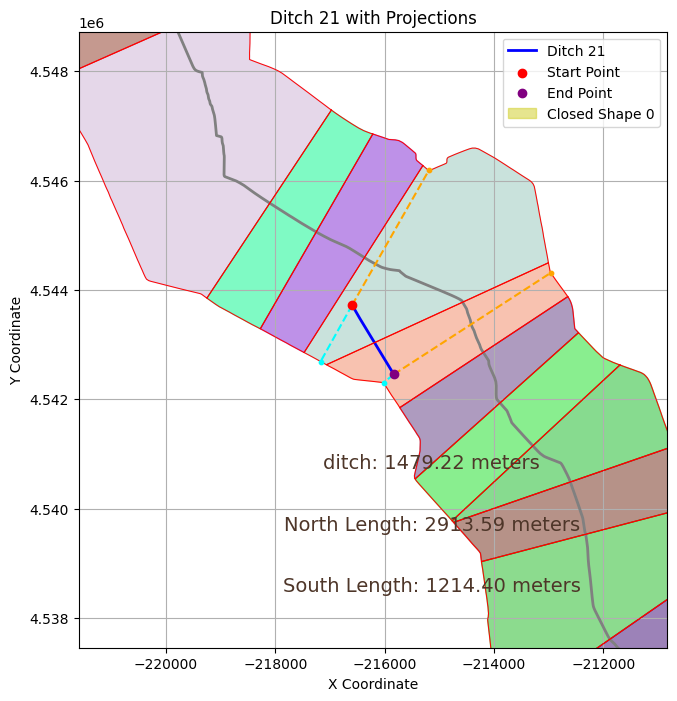 Ditch 21 with Projections
1e6
Ditch 21
Start Point
End Point
Closed Shape 0
4.548
4.546
4.544
4.542
4.540
4.538
Y Coordinate
ditch: 1479.22 meters
North Length: 2913.59 meters
South Length: 1214.40 meters
−220000 −218000 −216000 −214000 −212000
X Coordinate